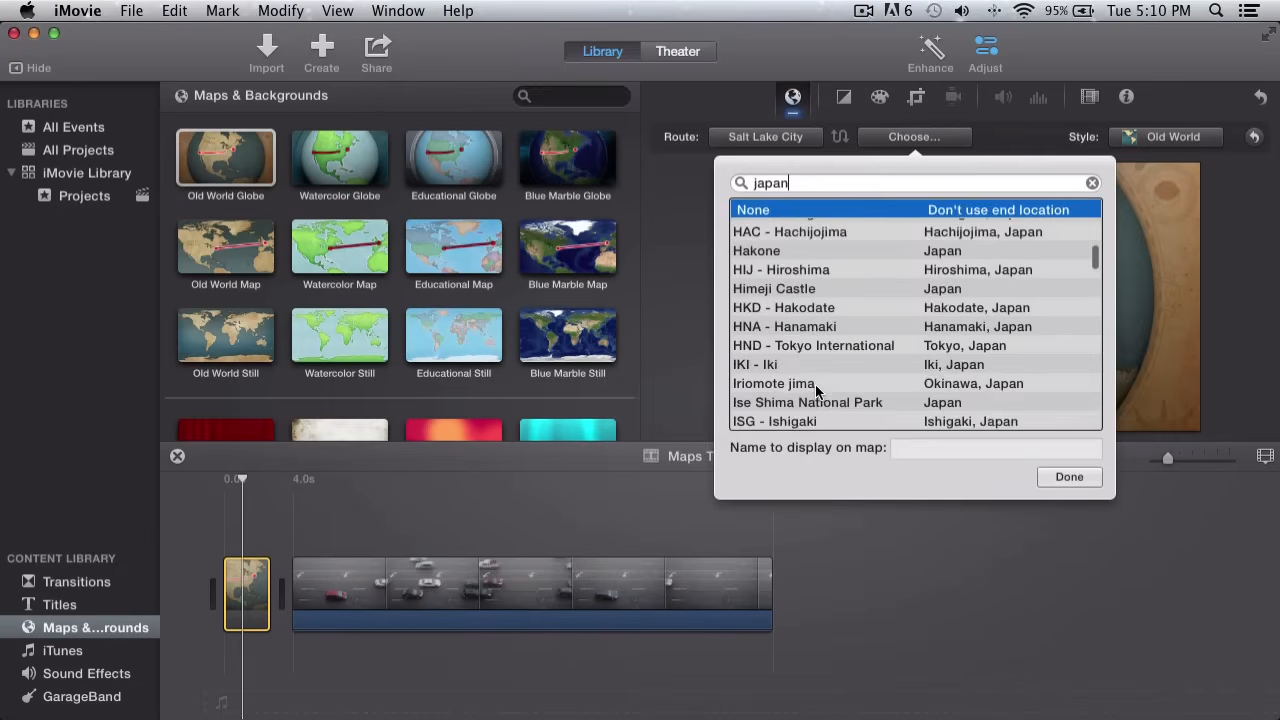 iMovie File Edit Mark Modify View Window Help 6 95% Tue 5:10 PM
Hide Import Create Share Library Theater Enhance Adjust
LIBRARIES
All Events
All Projects
iMovie Library
Projects
Maps & Backgrounds
Old World Globe Watercolor Globe Educational Globe Blue Marble Globe
Old World Map Watercolor Map Educational Map Blue Marble Map
Old World Still Watercolor Still Educational Still Blue Marble Still
Route: Salt Lake City Choose... Style: Old World
japan
None Don't use end location
HAC - Hachijojima Hachijojima, Japan
Hakone Japan
HIJ - Hiroshima Hiroshima, Japan
Himeji Castle Japan
HKD - Hakodate Hakodate, Japan
HNA - Hanamaki Hanamaki, Japan
HND - Tokyo International Tokyo, Japan
IKI - Iki Iki, Japan
Iriomote jima Okinawa, Japan
Ise Shima National Park Japan
ISG - Ishigaki Ishigaki, Japan
Name to display on map:
Done
Maps T
0.0 4.0s
CONTENT LIBRARY
Transitions
Titles
Maps &...rounds
iTunes
Sound Effects
GarageBand